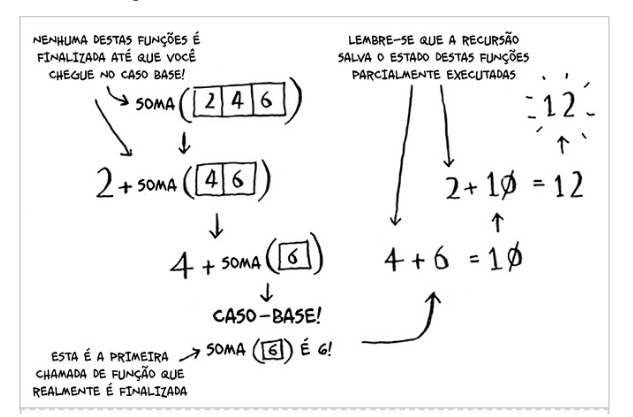 NENHUMA DESTAS FUNÇÕES É
FINALIZADA ATÉ QUE VOCÊ
CHEGUE NO CASO BASE!
SOMA (2 4 6)
2 + SOMA (4 6)
4 + SOMA (6)
CASO-BASE!
SOMA (6) É 6!
ESTA É A PRIMEIRA
CHAMADA DE FUNÇÃO QUE
REALMENTE É FINALIZADA
LEMBRE-SE QUE A RECURSÃO
SALVA O ESTADO DESTAS FUNÇÕES
PARCIALMENTE EXECUTADAS
12
2 + 10 = 12
4 + 6 = 10